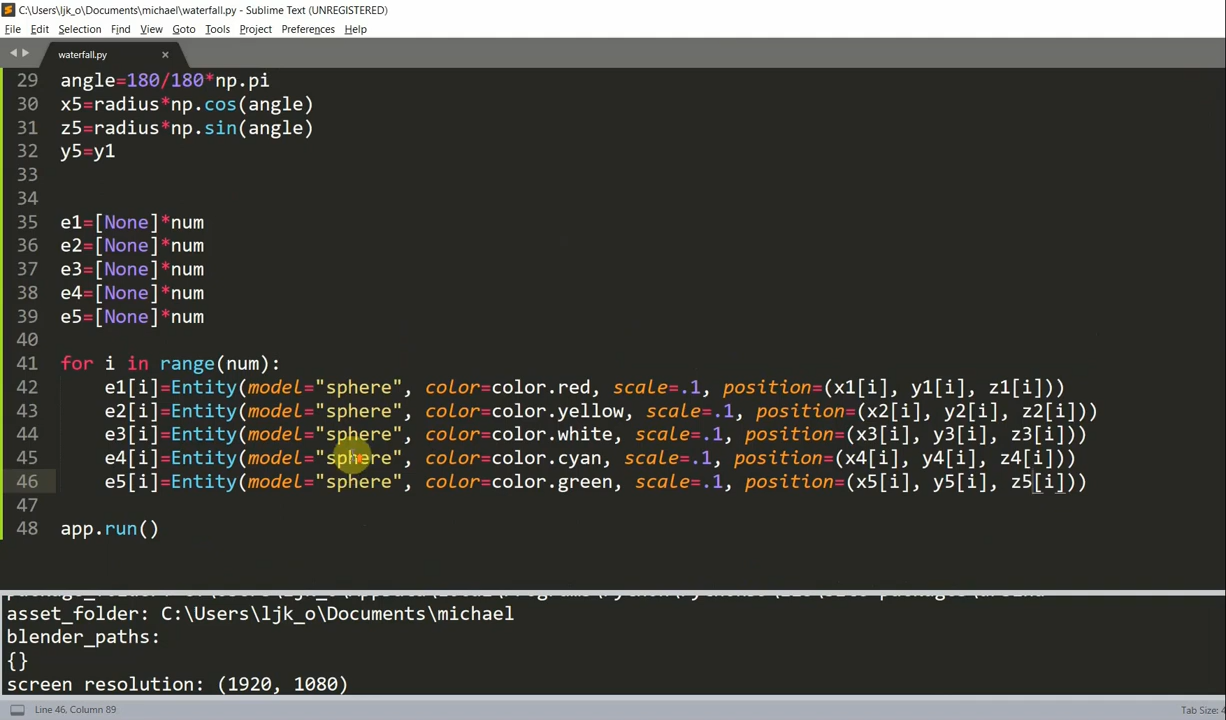 C:\Users\ljk_o\Documents\michael\waterfall.py - Sublime Text (UNREGISTERED)
File Edit Selection Find View Goto Tools Project Preferences Help
waterfall.py ×
29 angle=180/180*np.pi
30 x5=radius*np.cos(angle)
31 z5=radius*np.sin(angle)
32 y5=y1
33
34
35 e1=[None]*num
36 e2=[None]*num
37 e3=[None]*num
38 e4=[None]*num
39 e5=[None]*num
40
41 for i in range(num):
42 e1[i]=Entity(model="sphere", color=color.red, scale=.1, position=(x1[i], y1[i], z1[i]))
43 e2[i]=Entity(model="sphere", color=color.yellow, scale=.1, position=(x2[i], y2[i], z2[i]))
44 e3[i]=Entity(model="sphere", color=color.white, scale=.1, position=(x3[i], y3[i], z3[i]))
45 e4[i]=Entity(model="sphere", color=color.cyan, scale=.1, position=(x4[i], y4[i], z4[i]))
46 e5[i]=Entity(model="sphere", color=color.green, scale=.1, position=(x5[i], y5[i], z5[i]))
47
48 app.run()
asset_folder: C:\Users\ljk_o\Documents\michael
blender_paths:
{}
screen resolution: (1920, 1080)
Line 46, Column 89
Tab Size: